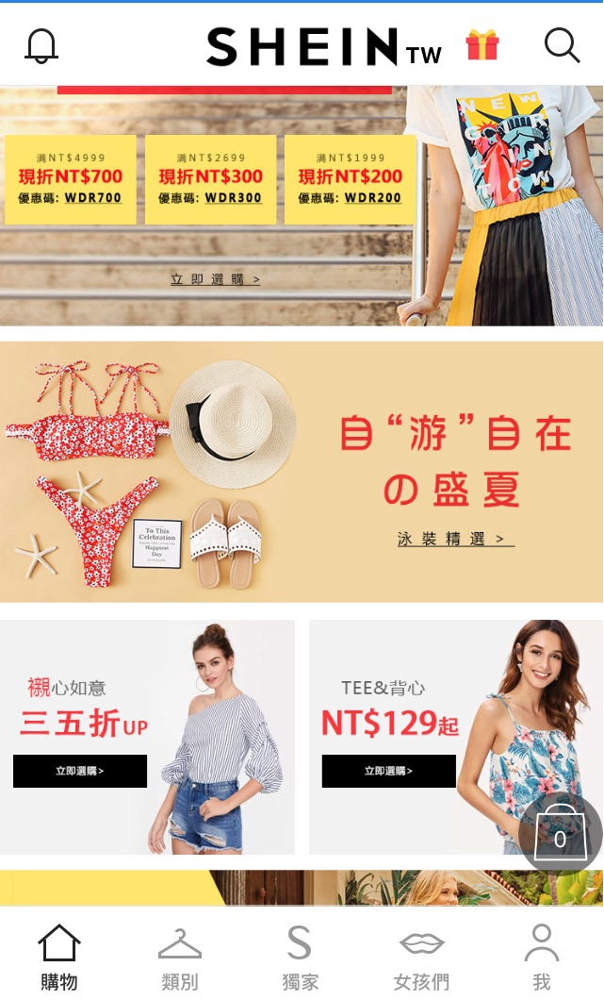 SHEIN TW
满NT$4999
現折NT$700
優惠碼: WDR700
满NT$2699
現折NT$300
優惠碼: WDR300
满NT$1999
現折NT$200
優惠碼: WDR200
立即選購 >
NEW
自“游”自在
の盛夏
泳裝精選 >
To This
Celebration
Happiest
Day
襯心如意
三五折UP
立即選購>
TEE&背心
NT$129起
立即選購>
0
購物
類別
S
獨家
女孩們
我